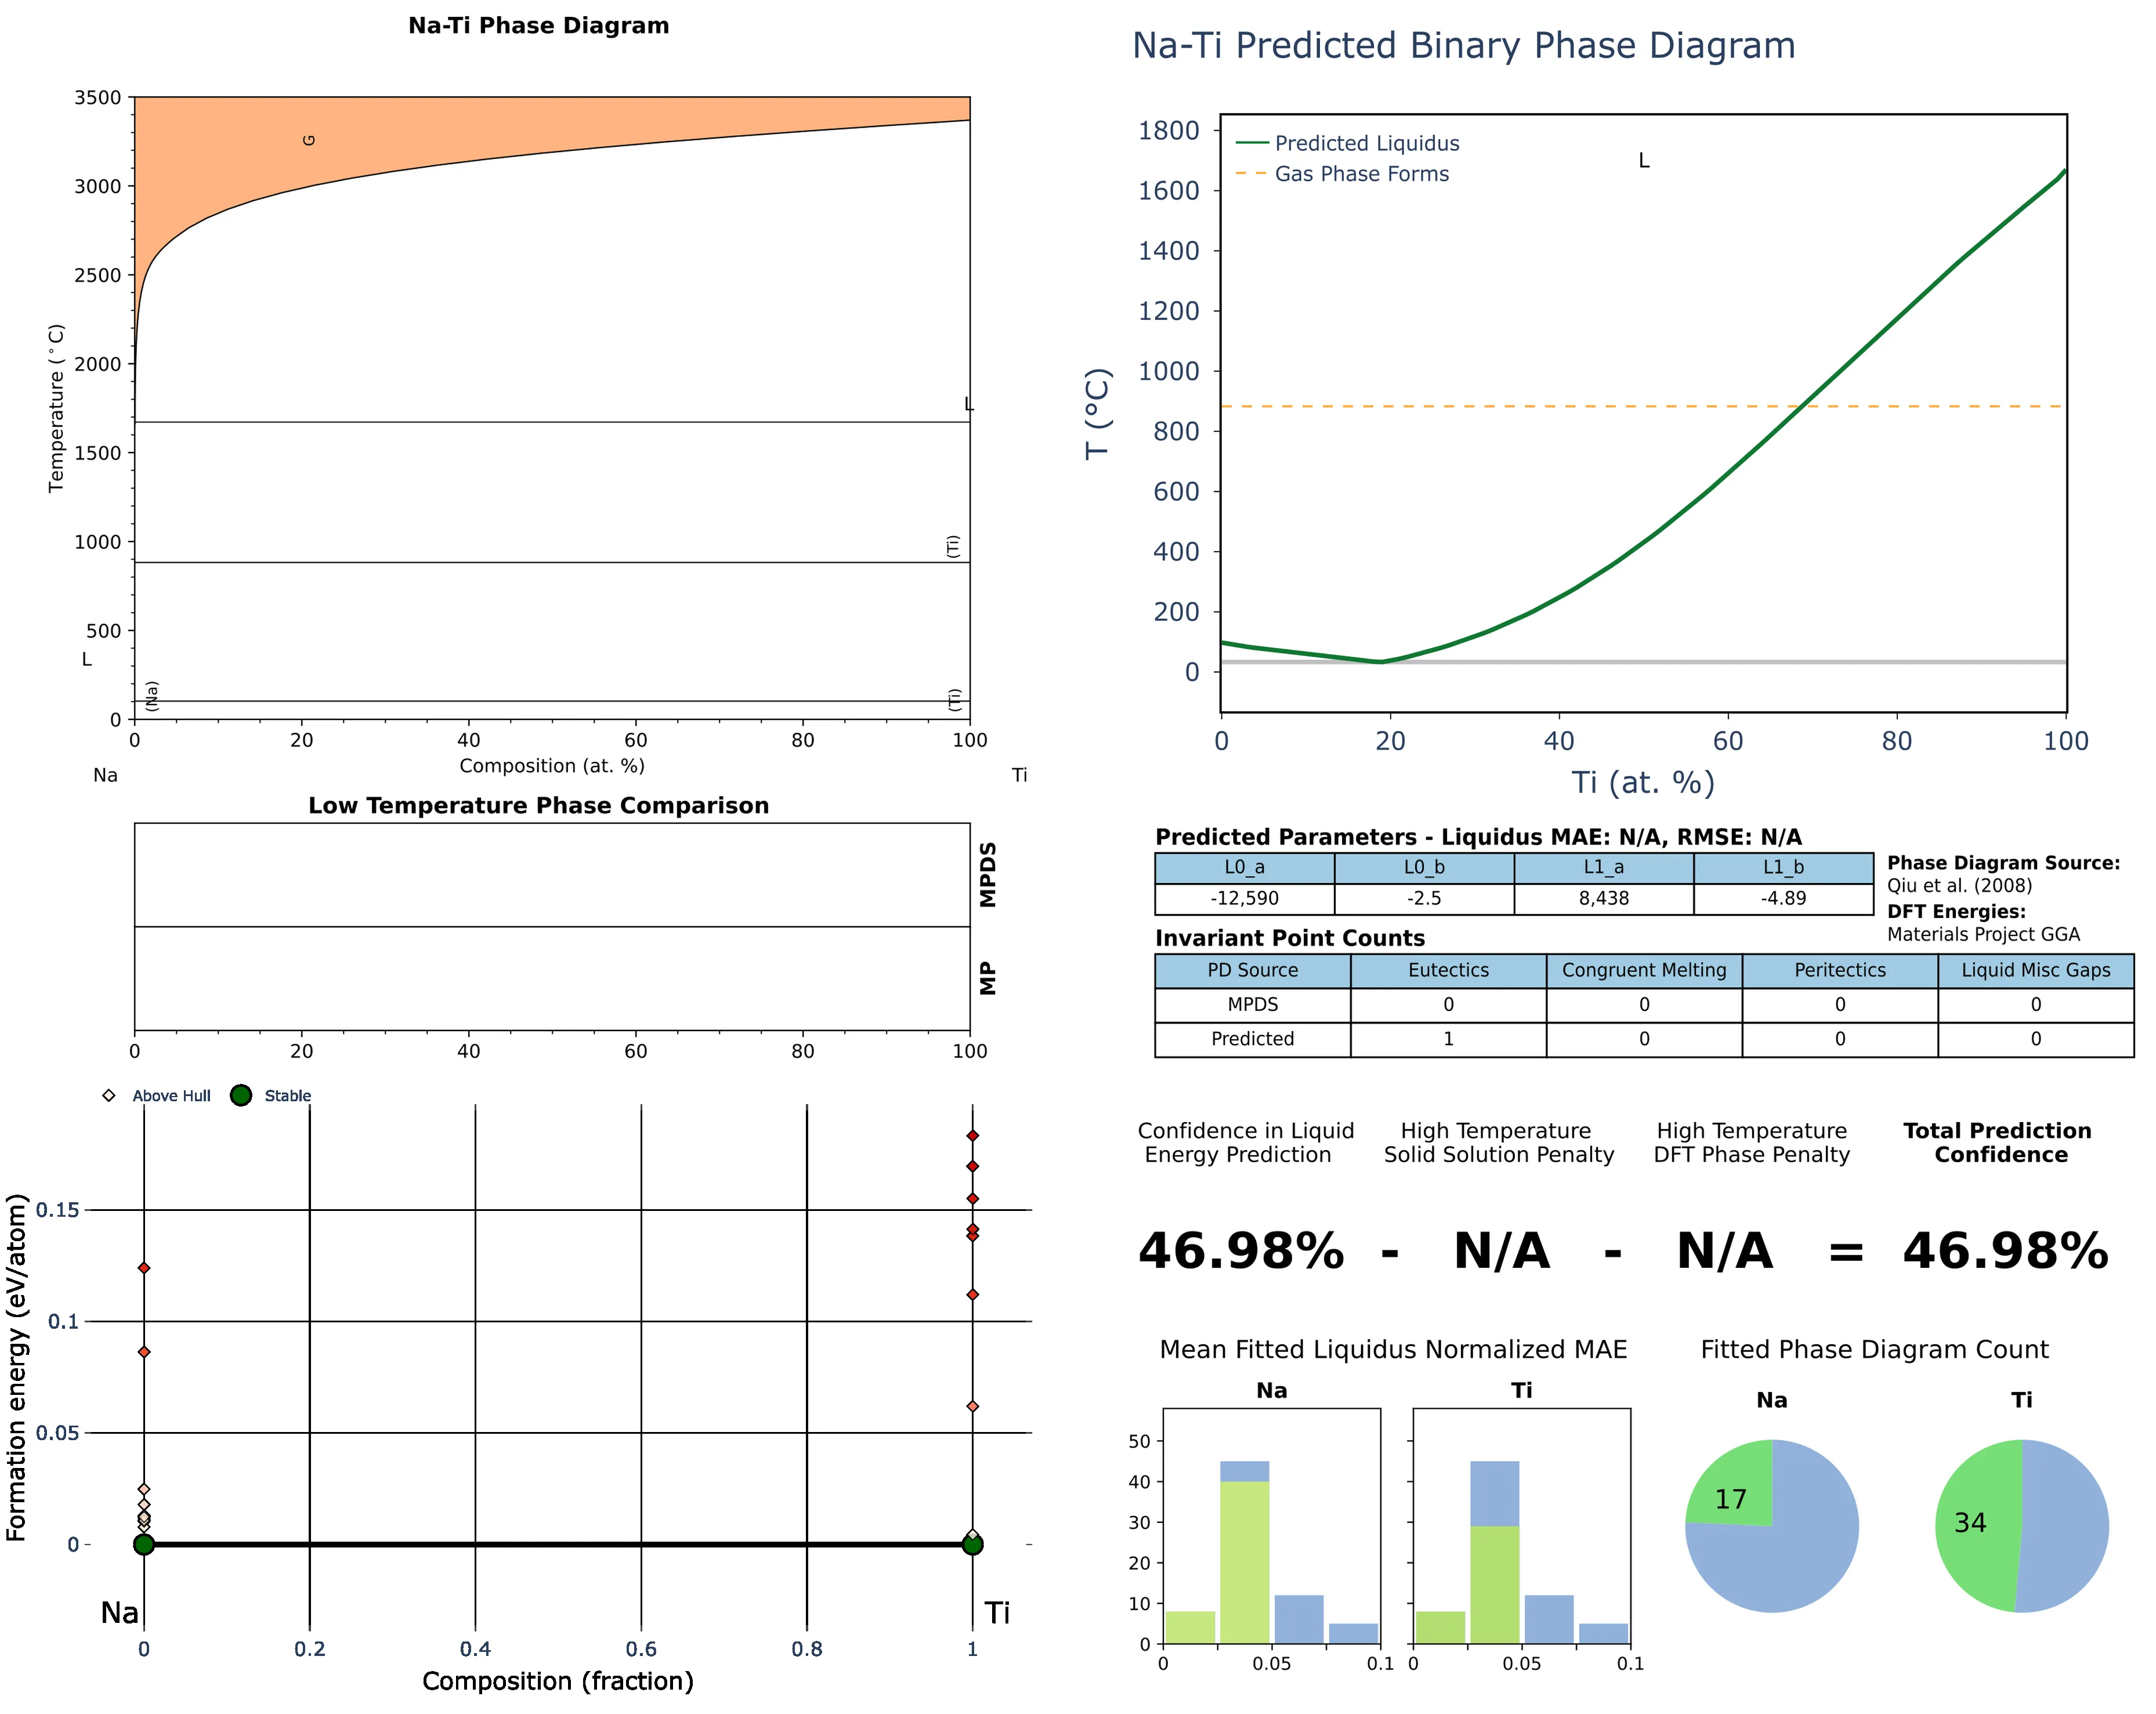 Na-Ti Phase Diagram
3500
3000
2500
2000
1500
1000
500
0
Temperature (°C)
G
L
(Ti)
L
(Na)
(Ti)
0 20 40 60 80 100
Composition (at. %)
Na Ti
Low Temperature Phase Comparison
MPDS
MP
0 20 40 60 80 100
Above Hull Stable
0.15
0.1
0.05
0
Formation energy (eV/atom)
Na Ti
0 0.2 0.4 0.6 0.8 1
Composition (fraction)
Na-Ti Predicted Binary Phase Diagram
1800
1600
1400
1200
1000
800
600
400
200
0
T (°C)
Predicted Liquidus
Gas Phase Forms
L
0 20 40 60 80 100
Ti (at. %)
Predicted Parameters - Liquidus MAE: N/A, RMSE: N/A
L0_a L0_b L1_a L1_b
-12,590 -2.5 8,438 -4.89
Phase Diagram Source:
Qiu et al. (2008)
DFT Energies:
Materials Project GGA
Invariant Point Counts
PD Source Eutectics Congruent Melting Peritectics Liquid Misc Gaps
MPDS 0 0 0 0
Predicted 1 0 0 0
Confidence in Liquid
Energy Prediction
High Temperature
Solid Solution Penalty
High Temperature
DFT Phase Penalty
Total Prediction
Confidence
46.98% - N/A - N/A = 46.98%
Mean Fitted Liquidus Normalized MAE
Na Ti
50
40
30
20
10
0
0 0.05 0.1 0 0.05 0.1
Fitted Phase Diagram Count
Na Ti
17 34